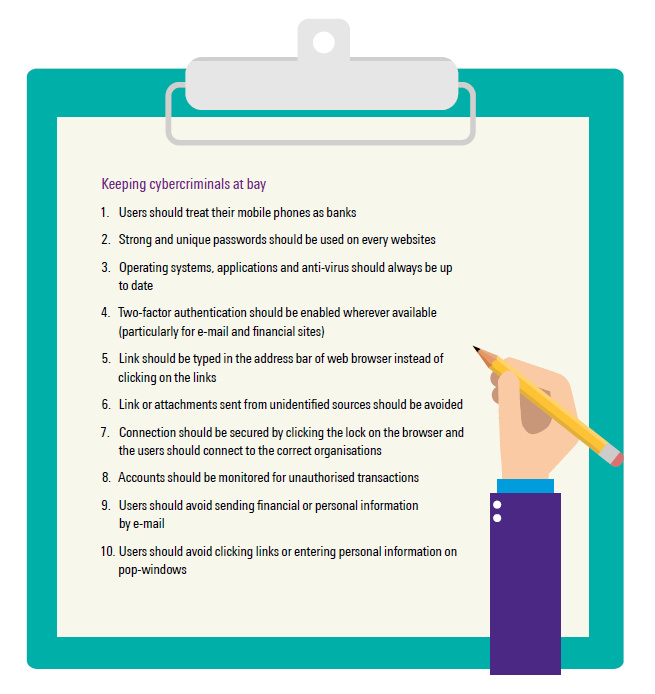 Keeping cybercriminals at bay
1. Users should treat their mobile phones as banks
2. Strong and unique passwords should be used on every websites
3. Operating systems, applications and anti-virus should always be up
to date
4. Two-factor authentication should be enabled wherever available
(particularly for e-mail and financial sites)
5. Link should be typed in the address bar of web browser instead of
clicking on the links
6. Link or attachments sent from unidentified sources should be avoided
7. Connection should be secured by clicking the lock on the browser and
the users should connect to the correct organisations
8. Accounts should be monitored for unauthorised transactions
9. Users should avoid sending financial or personal information
by e-mail
10. Users should avoid clicking links or entering personal information on
pop-windows